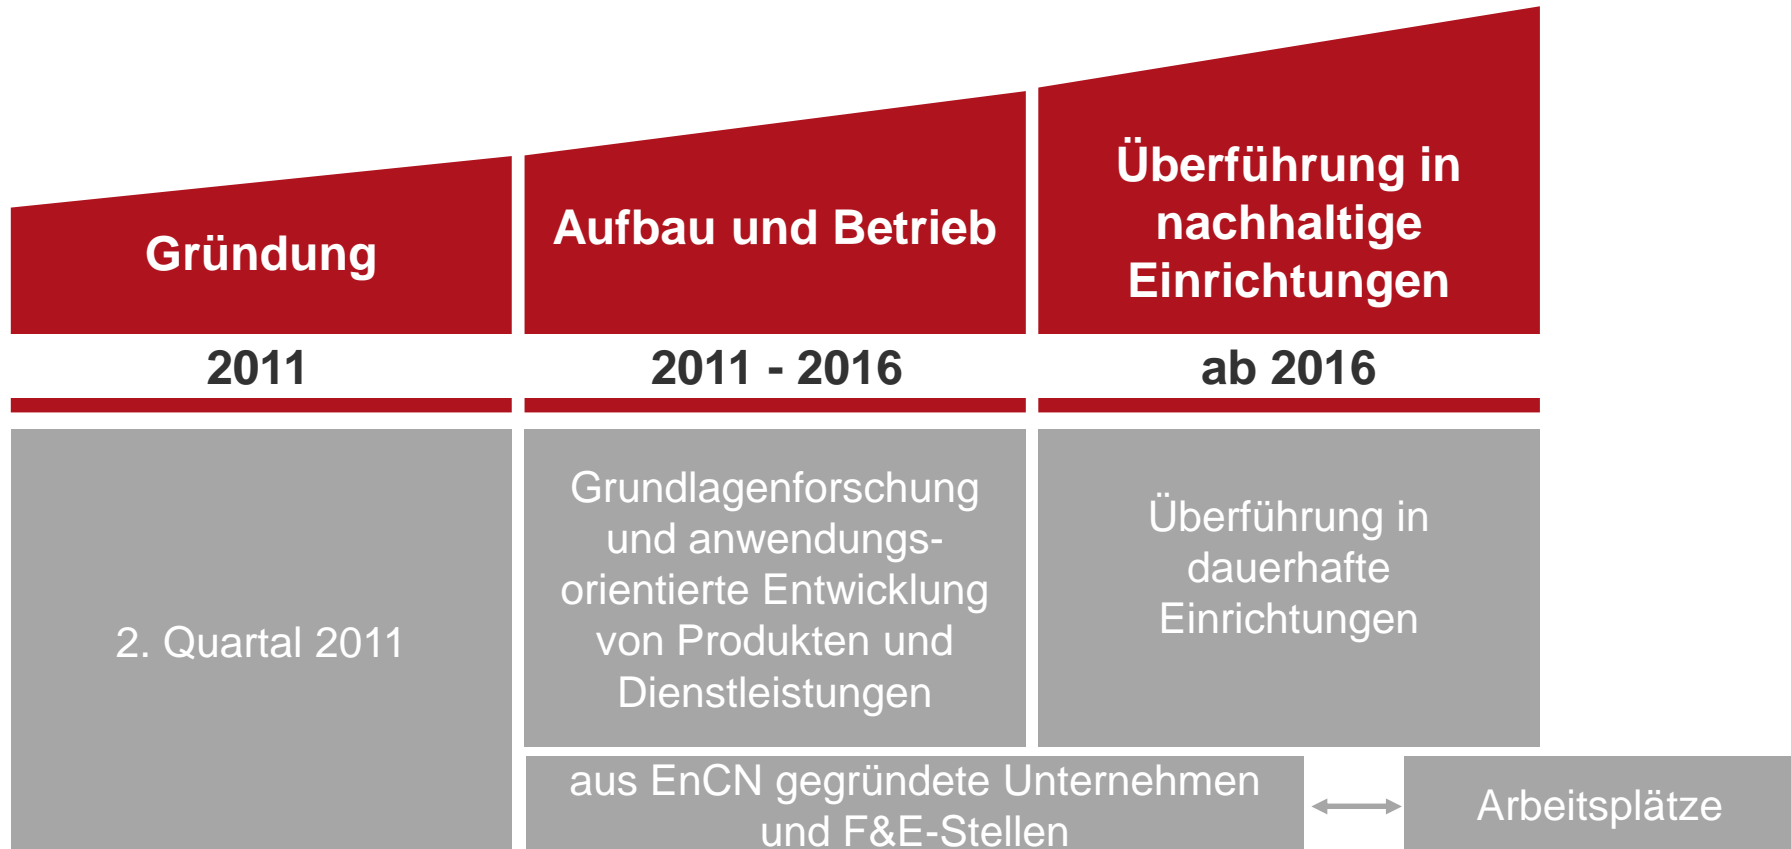 Gründung
Aufbau und Betrieb
Überführung in
nachhaltige
Einrichtungen
2011
2011 - 2016
ab 2016
2. Quartal 2011
Grundlagenforschung
und anwendungs-
orientierte Entwicklung
von Produkten und
Dienstleistungen
Überführung in
dauerhafte
Einrichtungen
aus EnCN gegründete Unternehmen
und F&E-Stellen
Arbeitsplätze